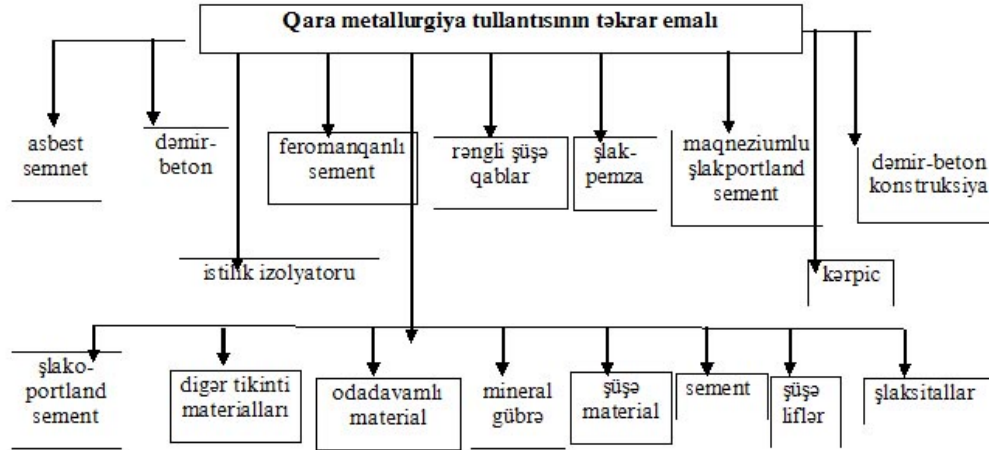 Qara metallurgiya tullantısının təkrar emalı
asbest
semnet
dəmir-
beton
feromanqanlı
sement
rəngli şüşə
qablar
şlak-
pemza
maqneziumlu
şlakportland
sement
dəmir-beton
konstruksiya
istilik izolyatoru
kərpic
şlako-
portland
sement
digər tikinti
materialları
odadavamlı
material
mineral
gübrə
şüşə
material
sement
şüşə
liflər
şlaksitallar